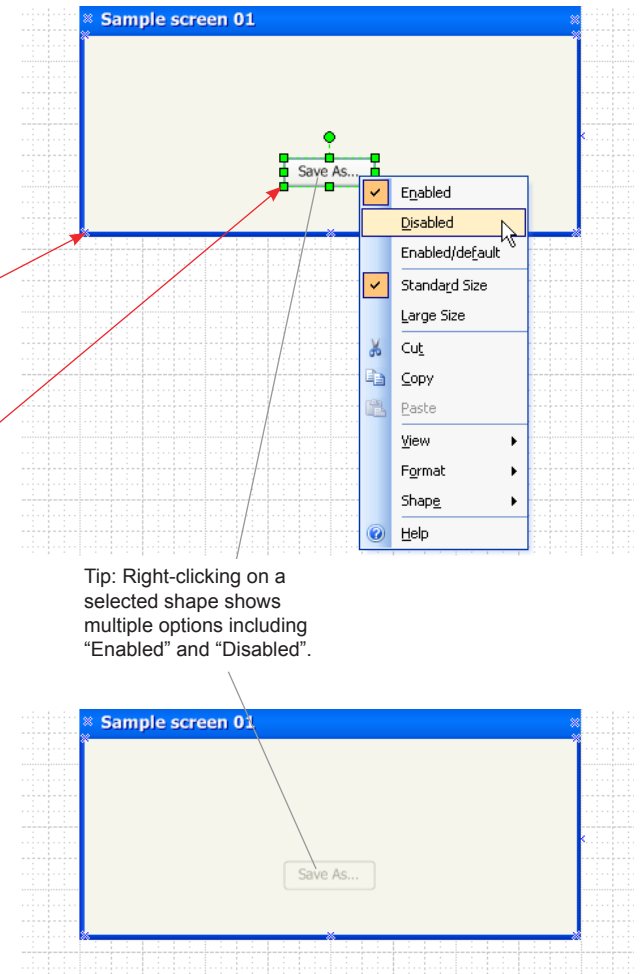 Sample screen 01
Save As...
Enabled
Disabled
Enabled/default
Standard Size
Large Size
Cut
Copy
Paste
View
Format
Shape
Help
Tip: Right-clicking on a
selected shape shows
multiple options including
“Enabled” and “Disabled”.
Sample screen 01
Save As...